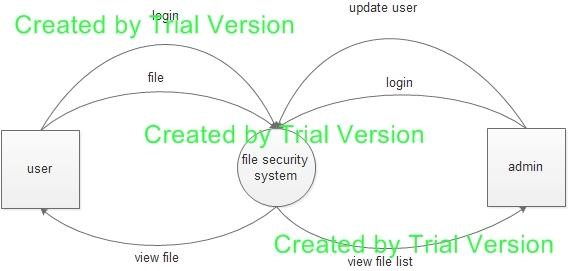 login
update user
Created by Trial Version
file
login
Created by Trial Version
user
file security
system
admin
Created by Trial Version
view file
view file list